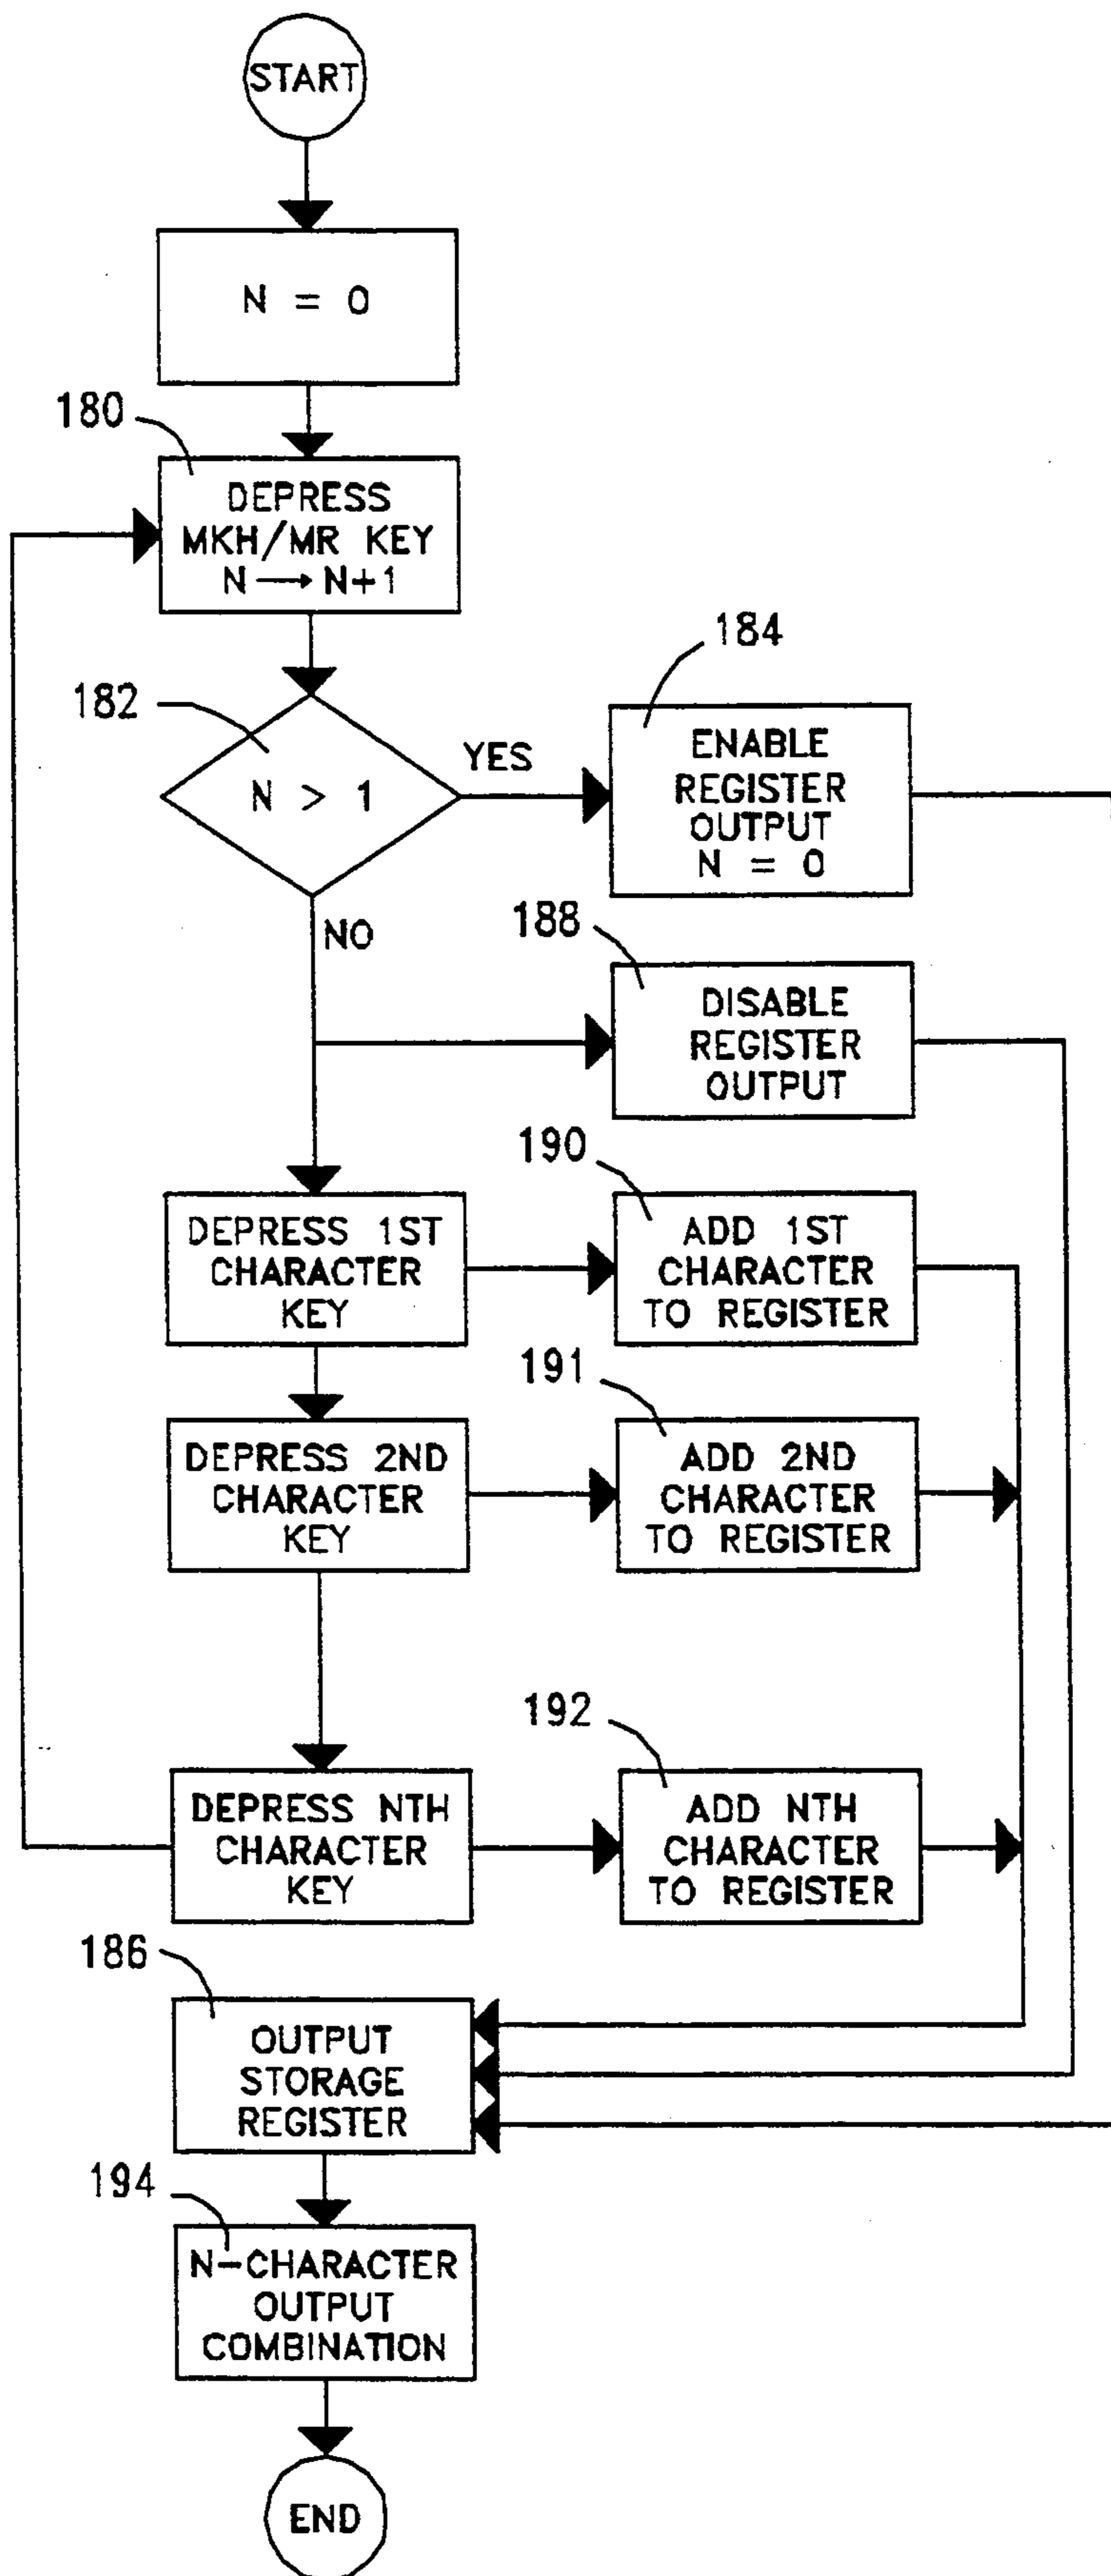 START
N = 0
180
DEPRESS
MKH/MR KEY
N → N+1
182
N > 1
YES
NO
184
ENABLE
REGISTER
OUTPUT
N = 0
188
DISABLE
REGISTER
OUTPUT
DEPRESS 1ST
CHARACTER
KEY
190
ADD 1ST
CHARACTER
TO REGISTER
DEPRESS 2ND
CHARACTER
KEY
191
ADD 2ND
CHARACTER
TO REGISTER
DEPRESS NTH
CHARACTER
KEY
192
ADD NTH
CHARACTER
TO REGISTER
186
OUTPUT
STORAGE
REGISTER
194
N-CHARACTER
OUTPUT
COMBINATION
END